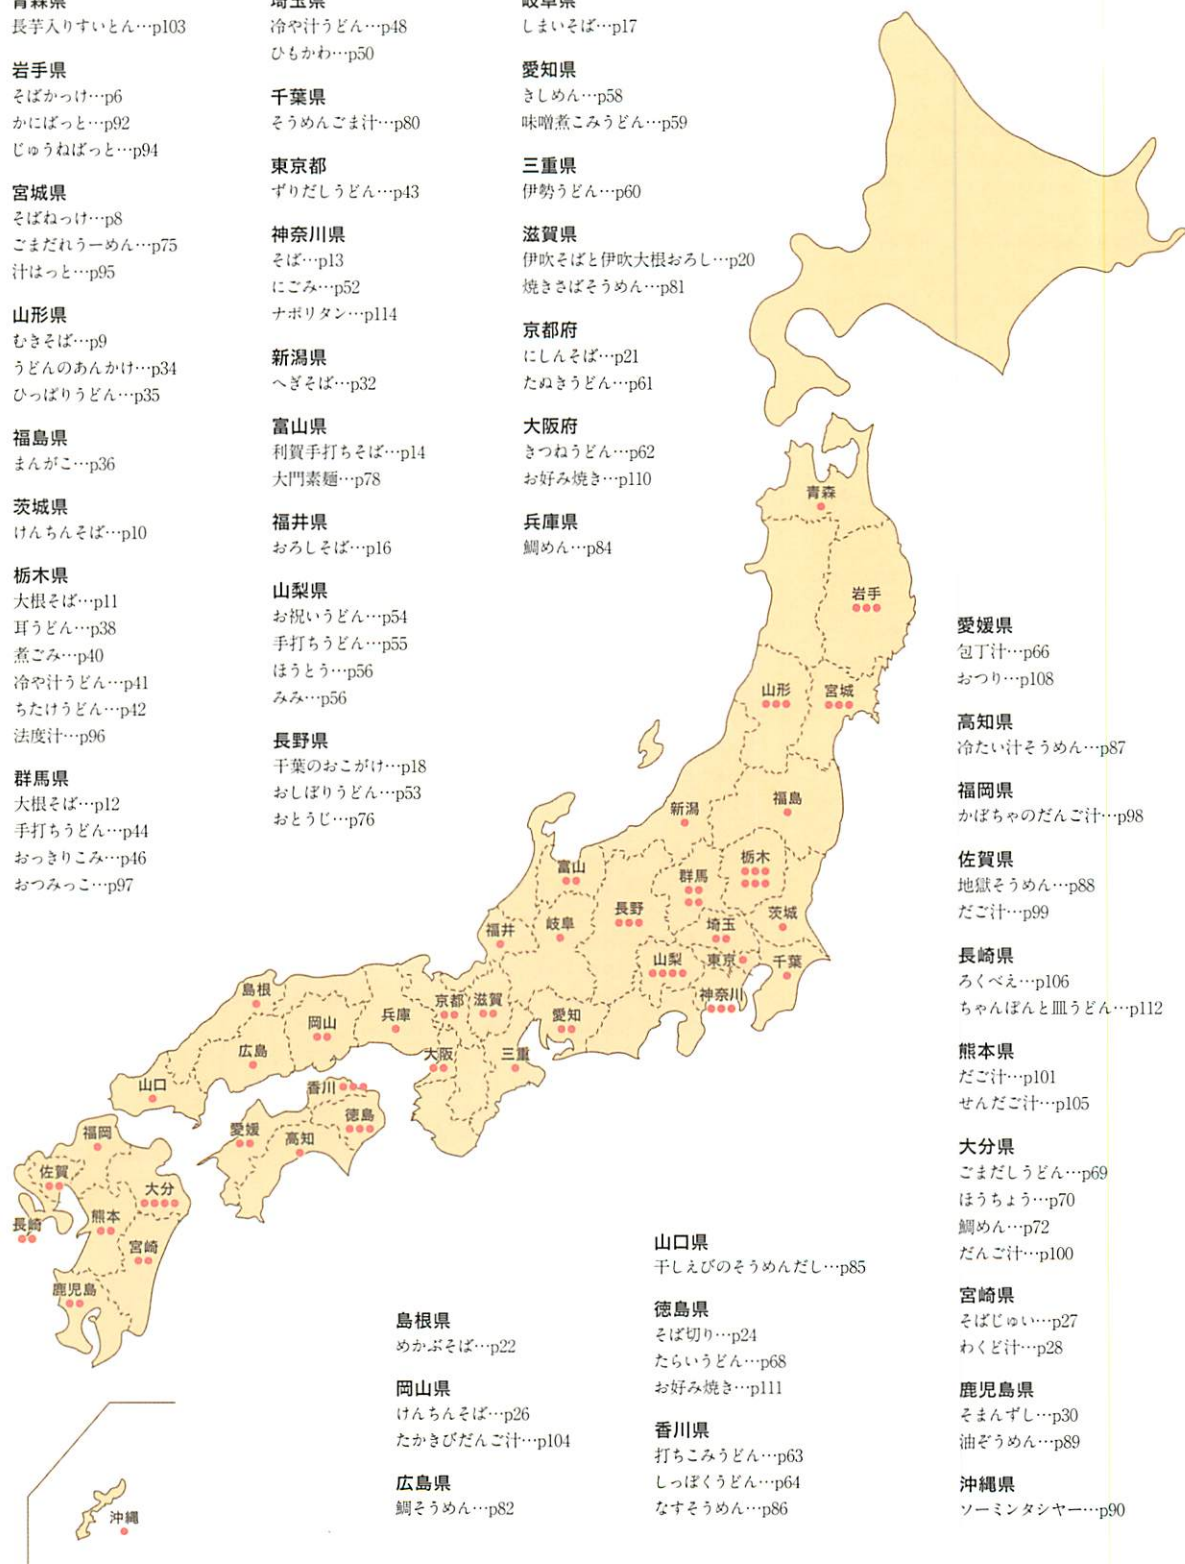 青森県
長芋入りすいとん…p103
岩手県
そばかっけ…p6
かにばっと…p92
じゅうねばっと…p94
宮城県
そばねっけ…p8
ごまだれうーめん…p75
汁はっと…p95
山形県
むきそば…p9
うどんのあんかけ…p34
ひっぱりうどん…p35
福島県
まんがこ…p36
茨城県
けんちんそば…p10
栃木県
大根そば…p11
耳うどん…p38
煮ごみ…p40
冷や汁うどん…p41
ちたけうどん…p42
法度汁…p96
群馬県
大根そば…p12
手打ちうどん…p44
おっきりこみ…p46
おつみっこ…p97
埼玉県
冷や汁うどん…p48
ひもかわ…p50
千葉県
そうめんごま汁…p80
東京都
ずりだしうどん…p43
神奈川県
そば…p13
にごみ…p52
ナポリタン…p114
新潟県
へぎそば…p32
富山県
利賀手打ちそば…p14
大門素麺…p78
福井県
おろしそば…p16
山梨県
お祝いうどん…p54
手打ちうどん…p55
ほうとう…p56
みみ…p56
長野県
干葉のおこがけ…p18
おしぼりうどん…p53
おとうじ…p76
岐阜県
しまいそば…p17
愛知県
きしめん…p58
味噌煮こみうどん…p59
三重県
伊勢うどん…p60
滋賀県
伊吹そばと伊吹大根おろし…p20
焼きさばそうめん…p81
京都府
にしんそば…p21
たぬきうどん…p61
大阪府
きつねうどん…p62
お好み焼き…p110
兵庫県
鯛めん…p84
島根県
めかぶそば…p22
岡山県
けんちんそば…p26
たかきびだんご汁…p104
広島県
鯛そうめん…p82
山口県
干しえびのそうめんだし…p85
徳島県
そば切り…p24
たらいうどん…p68
お好み焼き…p111
香川県
打ちこみうどん…p63
しっぽくうどん…p64
なすそうめん…p86
愛媛県
包丁汁…p66
おつり…p108
高知県
冷たい汁そうめん…p87
福岡県
かぼちゃのだんご汁…p98
佐賀県
地獄そうめん…p88
だご汁…p99
長崎県
ろくべえ…p106
ちゃんぽんと皿うどん…p112
熊本県
だご汁…p101
せんだご汁…p105
大分県
ごまだしうどん…p69
ほうちょう…p70
鯛めん…p72
だんご汁…p100
宮崎県
そばじゅい…p27
わくど汁…p28
鹿児島県
そまんずし…p30
油ぞうめん…p89
沖縄県
ソーミンタシヤー…p90
青森
岩手
山形
宮城
新潟
福島
富山
群馬
栃木
福井
岐阜
長野
埼玉
茨城
山梨
東京
千葉
神奈川
島根
岡山
兵庫
京都
滋賀
愛知
広島
大阪
三重
山口
香川
徳島
愛媛
高知
福岡
佐賀
大分
長崎
熊本
宮崎
鹿児島
沖縄